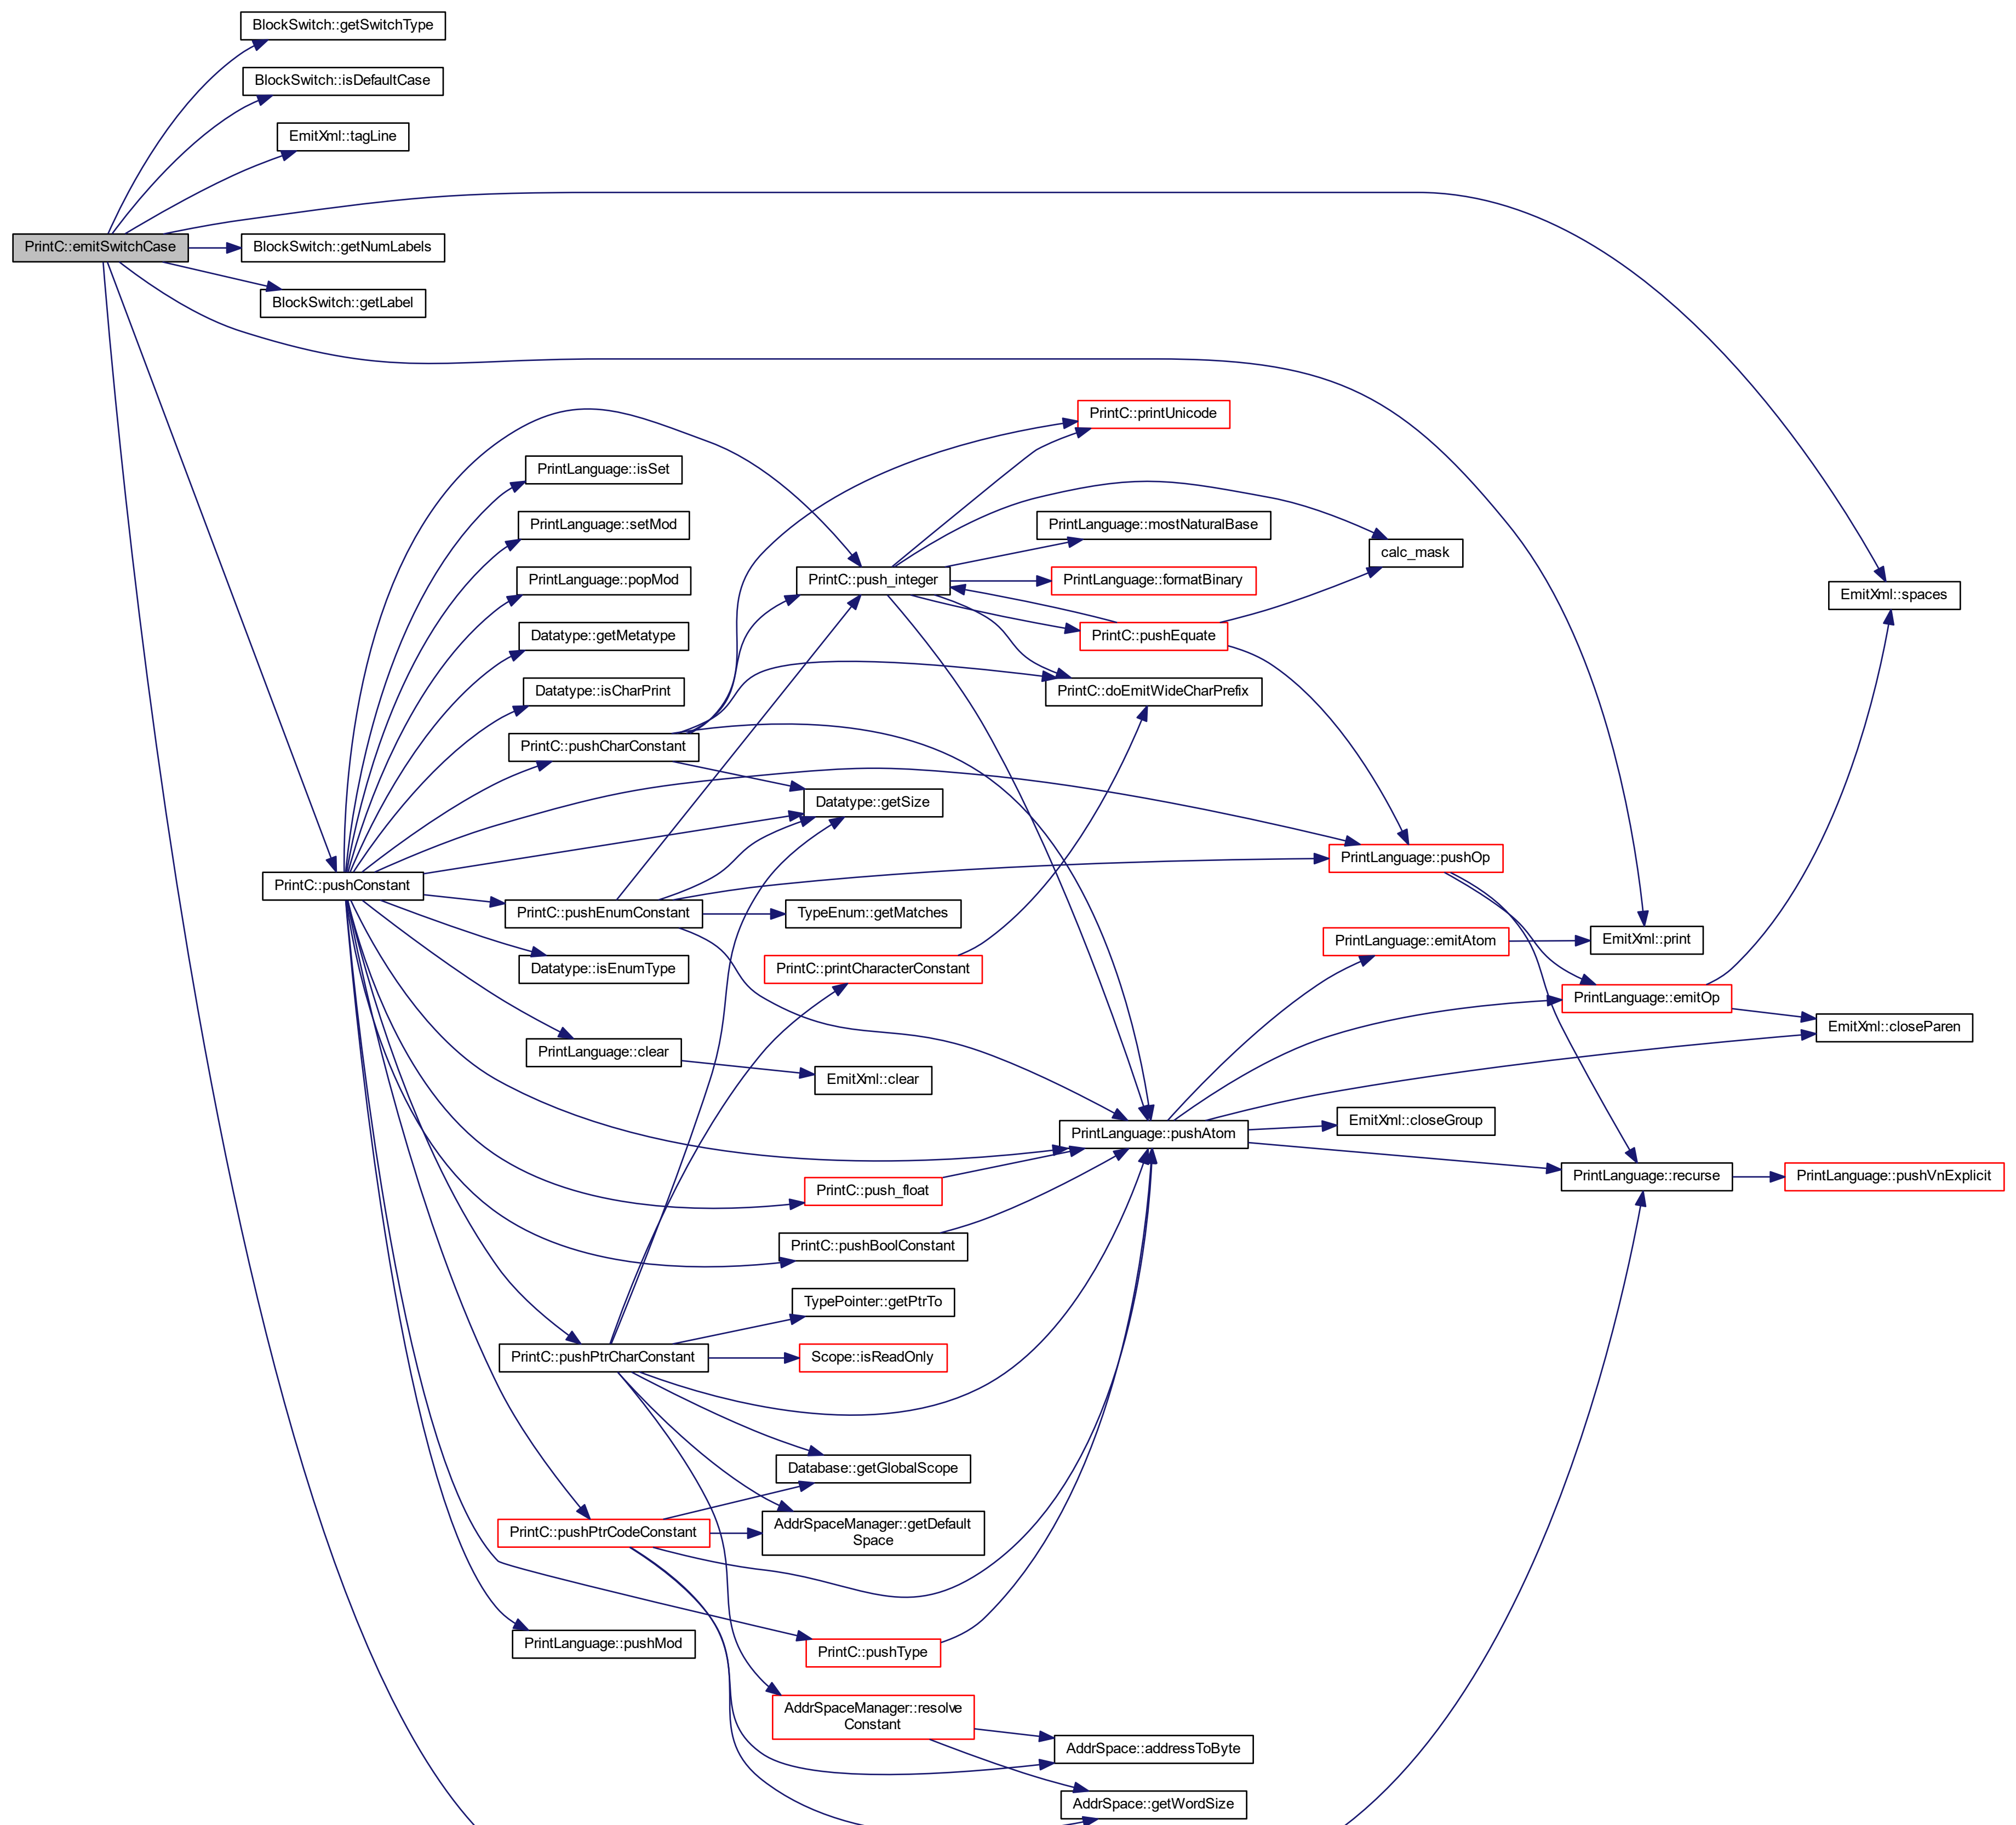 BlockSwitch::getSwitchType
BlockSwitch::isDefaultCase
EmitXml::tagLine
PrintC::emitSwitchCase
BlockSwitch::getNumLabels
BlockSwitch::getLabel
PrintC::printUnicode
PrintLanguage::isSet
PrintLanguage::setMod
PrintLanguage::mostNaturalBase
calc_mask
PrintLanguage::popMod
PrintC::push_integer
PrintLanguage::formatBinary
EmitXml::spaces
Datatype::getMetatype
PrintC::pushEquate
Datatype::isCharPrint
PrintC::doEmitWideCharPrefix
PrintC::pushCharConstant
Datatype::getSize
PrintLanguage::pushOp
PrintC::pushConstant
PrintC::pushEnumConstant
TypeEnum::getMatches
PrintLanguage::emitAtom
EmitXml::print
Datatype::isEnumType
PrintC::printCharacterConstant
PrintLanguage::emitOp
EmitXml::closeParen
PrintLanguage::clear
EmitXml::clear
PrintLanguage::pushAtom
EmitXml::closeGroup
PrintLanguage::recurse
PrintLanguage::pushVnExplicit
PrintC::push_float
PrintC::pushBoolConstant
TypePointer::getPtrTo
PrintC::pushPtrCharConstant
Scope::isReadOnly
Database::getGlobalScope
PrintC::pushPtrCodeConstant
AddrSpaceManager::getDefault
Space
PrintLanguage::pushMod
PrintC::pushType
AddrSpaceManager::resolve
Constant
AddrSpace::addressToByte
AddrSpace::getWordSize